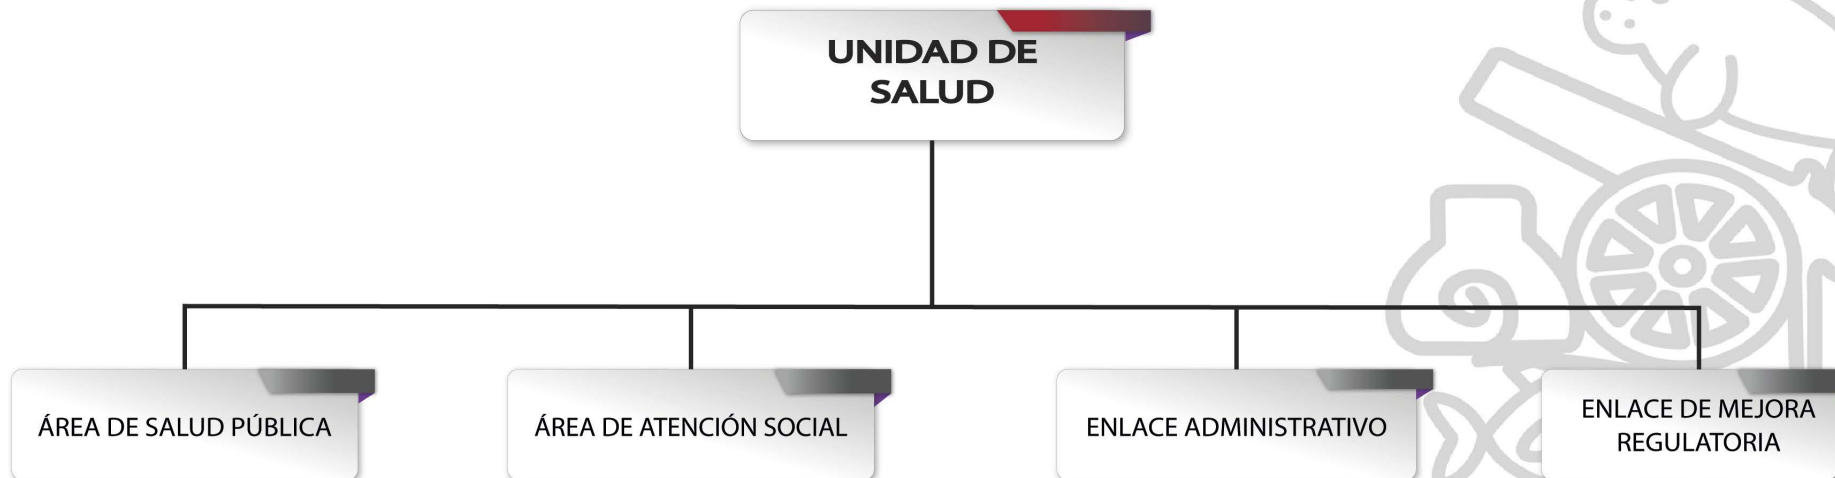 UNIDAD DE
SALUD
ÁREA DE SALUD PÚBLICA
ÁREA DE ATENCIÓN SOCIAL
ENLACE ADMINISTRATIVO
ENLACE DE MEJORA
REGULATORIA